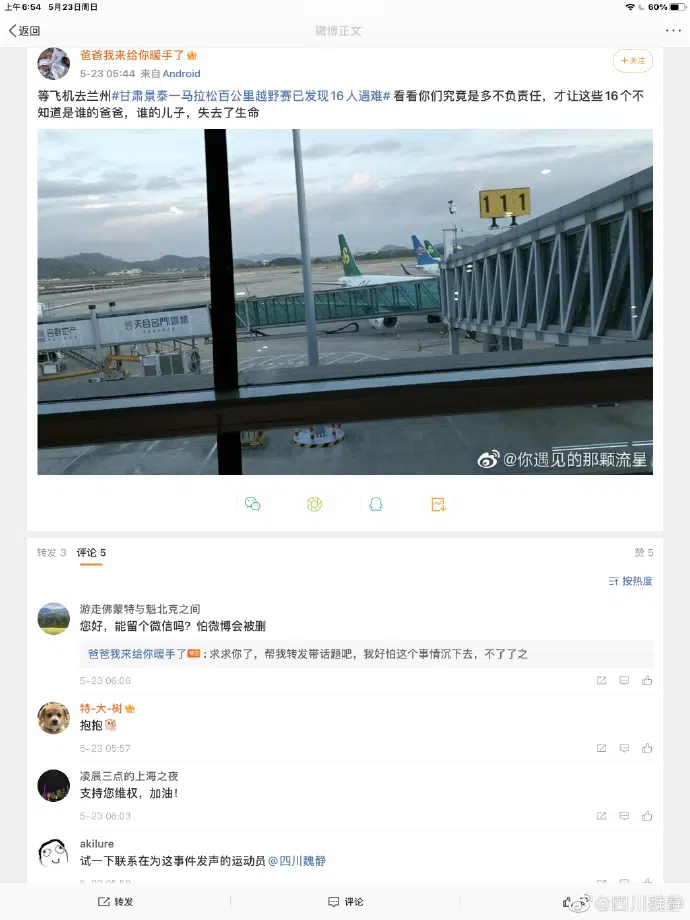 上午6:54 5月23日周日
60%
返回
微博正文
爸爸我来给你暖手了
+关注
5-23 05:44 来自 Android
等飞机去兰州#甘肃景泰一马拉松百公里越野赛已发现16人遇难# 看看你们究竟是多不负责任，才让这些16个不
知道是谁的爸爸，谁的儿子，失去了生命
111
@你遇见的那颗流星
转发 3 评论 5
赞 5
按热度
游走佛蒙特与魁北克之间
您好，能留个微信吗？怕微博会被删
爸爸我来给你暖手了：求求你了，帮我转发带话题吧，我好怕这个事情沉下去，不了了之
5-23 06:06
特-大-树
抱抱
5-23 05:57
凌晨三点的上海之夜
支持您维权，加油！
5-23 06:03
akilure
试一下联系在为这事件发声的运动员@四川魏静
转发
评论
@四川魏静